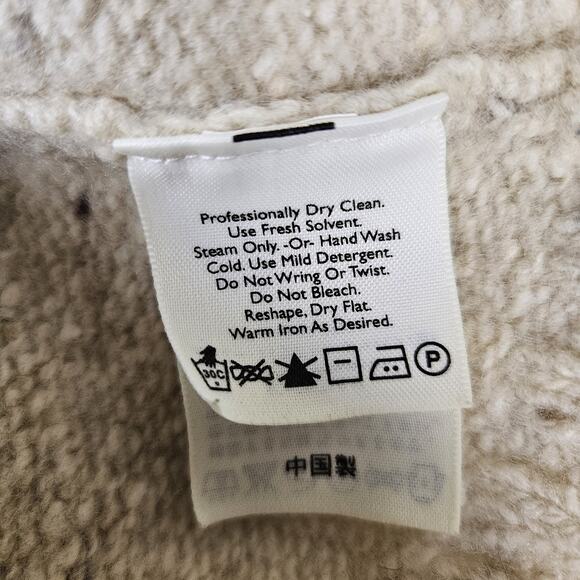 Professionally Dry Clean.
Use Fresh Solvent.
Steam Only. -Or- Hand Wash
Cold. Use Mild Detergent.
Do Not Wring Or Twist.
Do Not Bleach.
Reshape, Dry Flat.
Warm Iron As Desired.
30C P
中国製